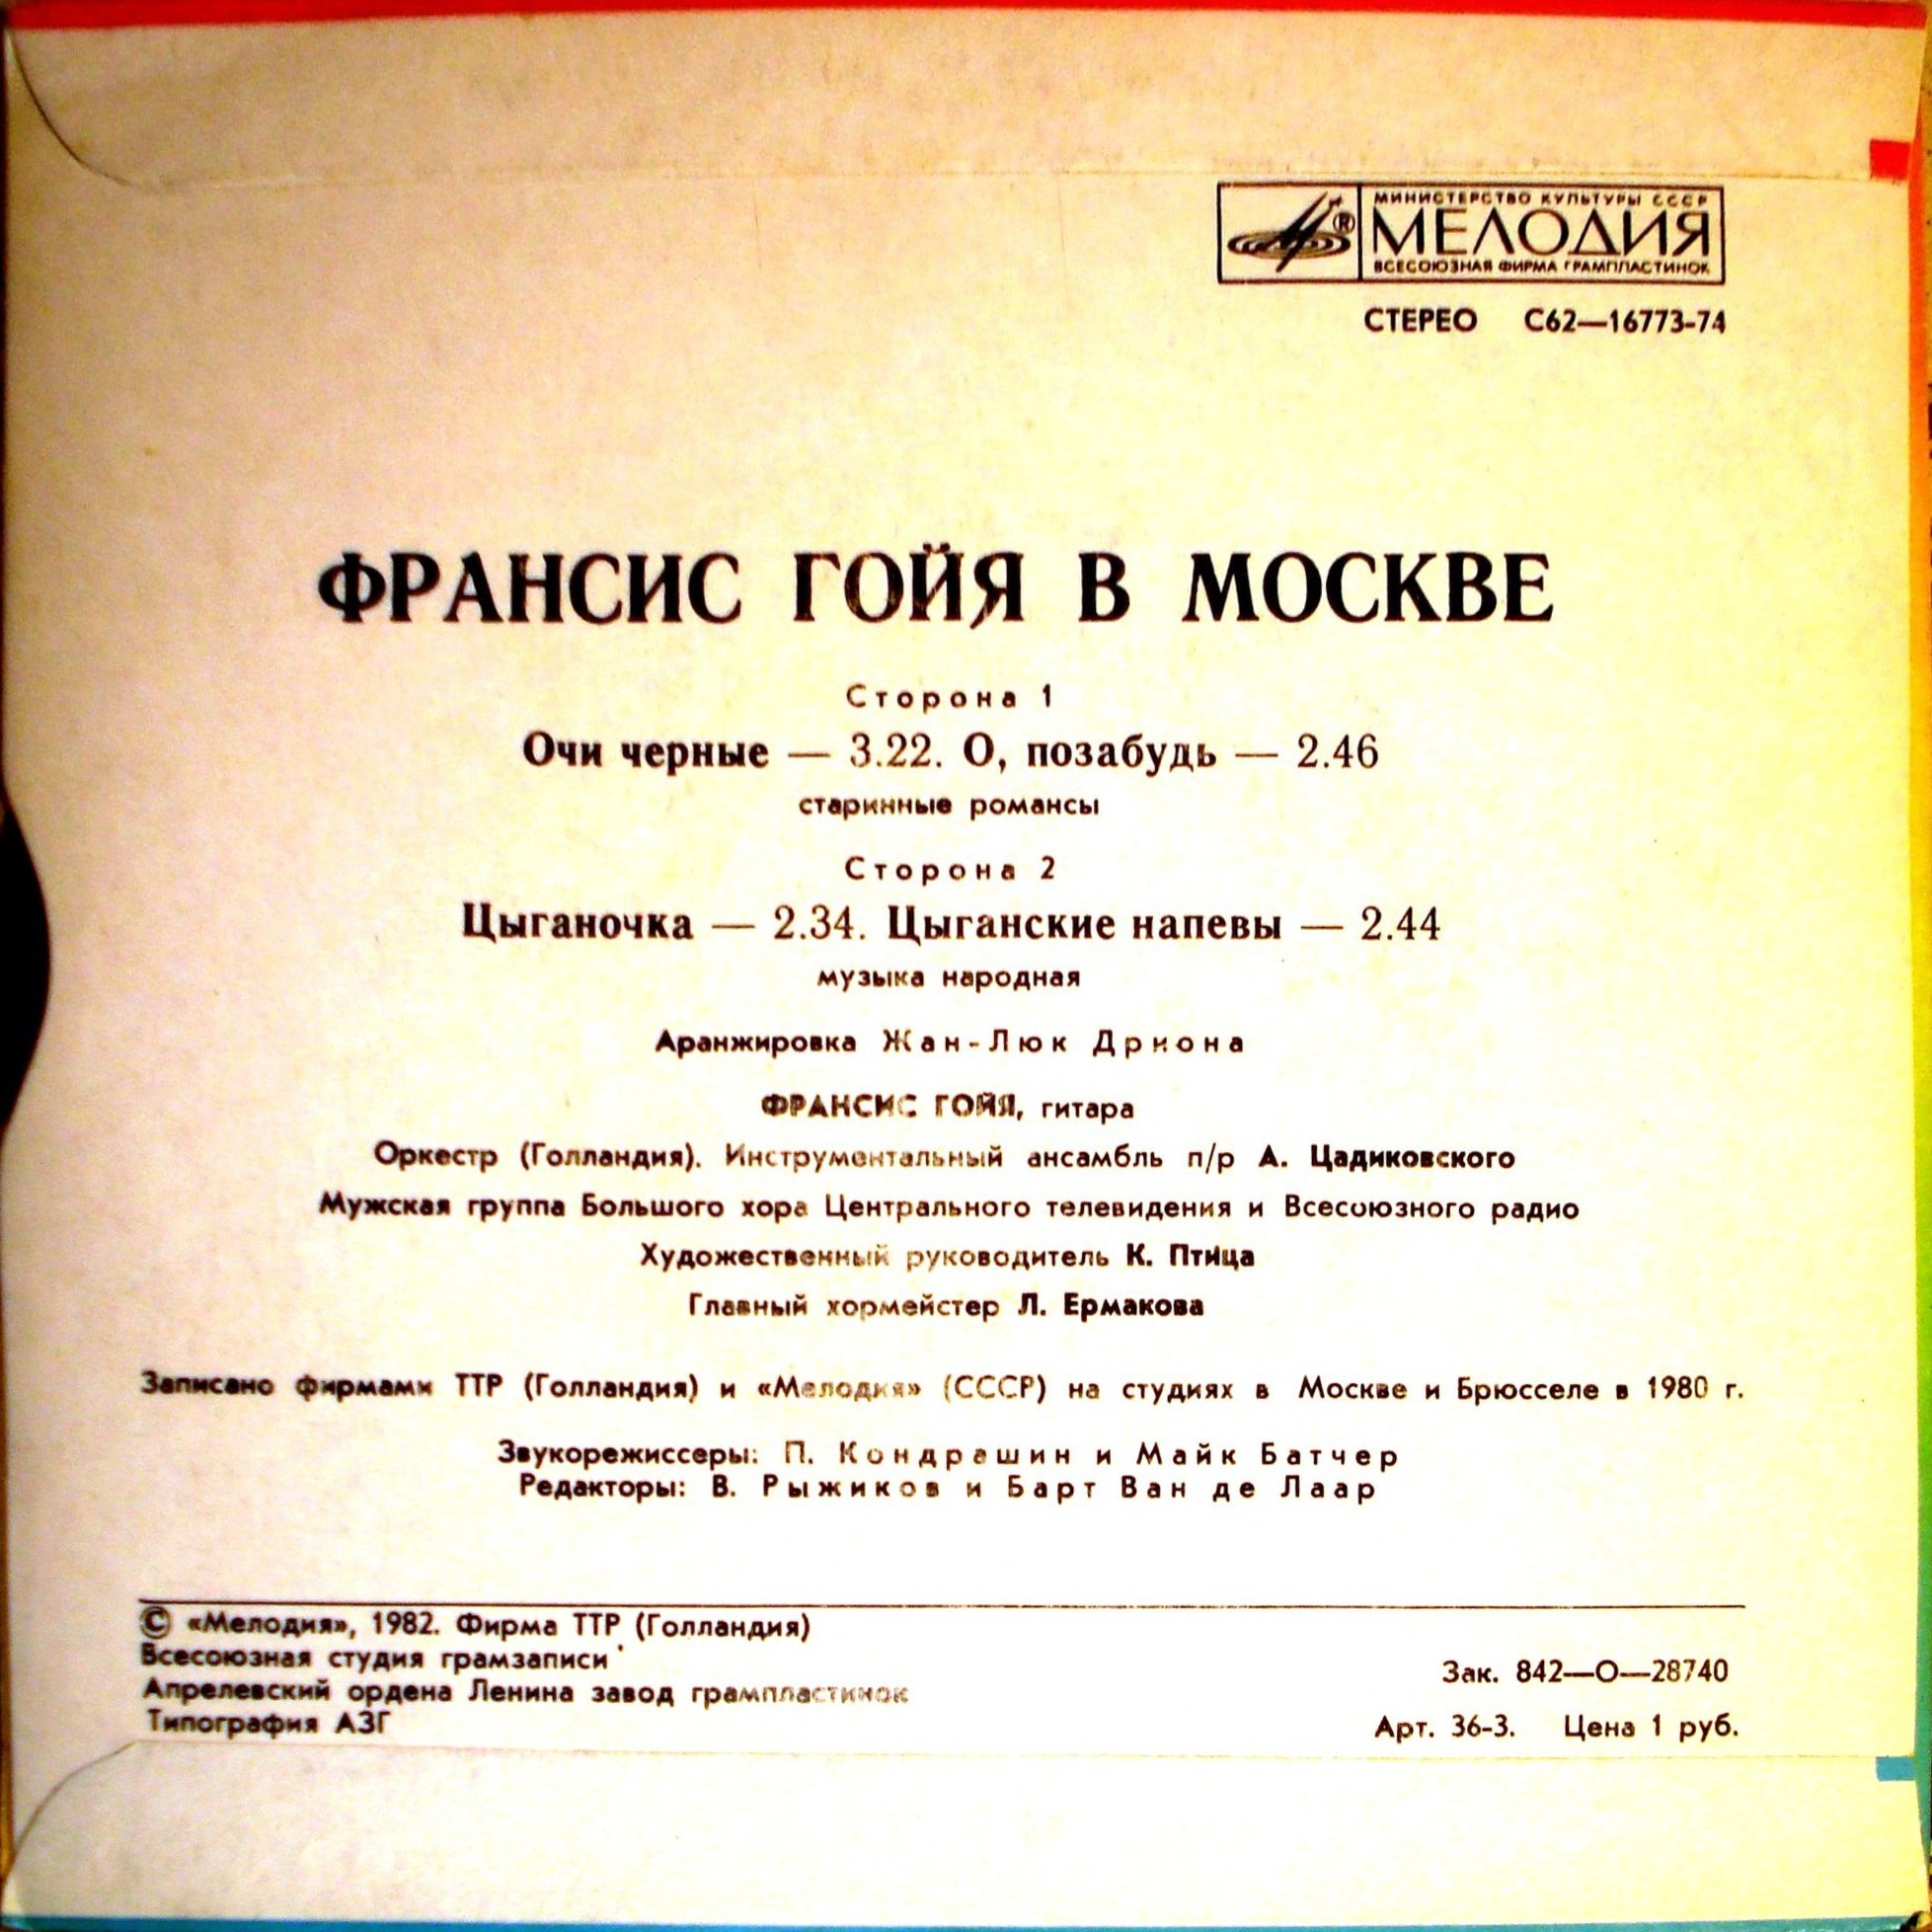 МИНИСТЕРСТВО КУЛЬТУРЫ СССР
МЕЛОДИЯ
®
ВСЕСОЮЗНАЯ ФИРМА ГРАМПЛАСТИНОК
СТЕРЕО С62—16773-74
ФРАНСИС ГОЙЯ В МОСКВЕ
Сторона 1
Очи черные — 3.22. О, позабудь — 2.46
старинные романсы
Сторона 2
Цыганочка — 2.34. Цыганские напевы — 2.44
музыка народная
Аранжировка Жан-Люк Дриона
ФРАНСИС ГОЙЯ, гитара
Оркестр (Голландия). Инструментальный ансамбль п/р А. Цадиковского
Мужская группа Большого хора Центрального телевидения и Всесоюзного радио
Художественный руководитель К. Птица
Главный хормейстер Л. Ермакова
Записано фирмами ТТР (Голландия) и «Мелодия» (СССР) на студиях в Москве и Брюсселе в 1980 г.
Звукорежиссеры: П. Кондрашин и Майк Батчер
Редакторы: В. Рыжиков и Барт Ван де Лаар
© «Мелодия», 1982. Фирма ТТР (Голландия)
Всесоюзная студия грамзаписи
Апрелевский ордена Ленина завод грампластинок
Типография АЗГ
Зак. 842—О—28740
Арт. 36-3. Цена 1 руб.